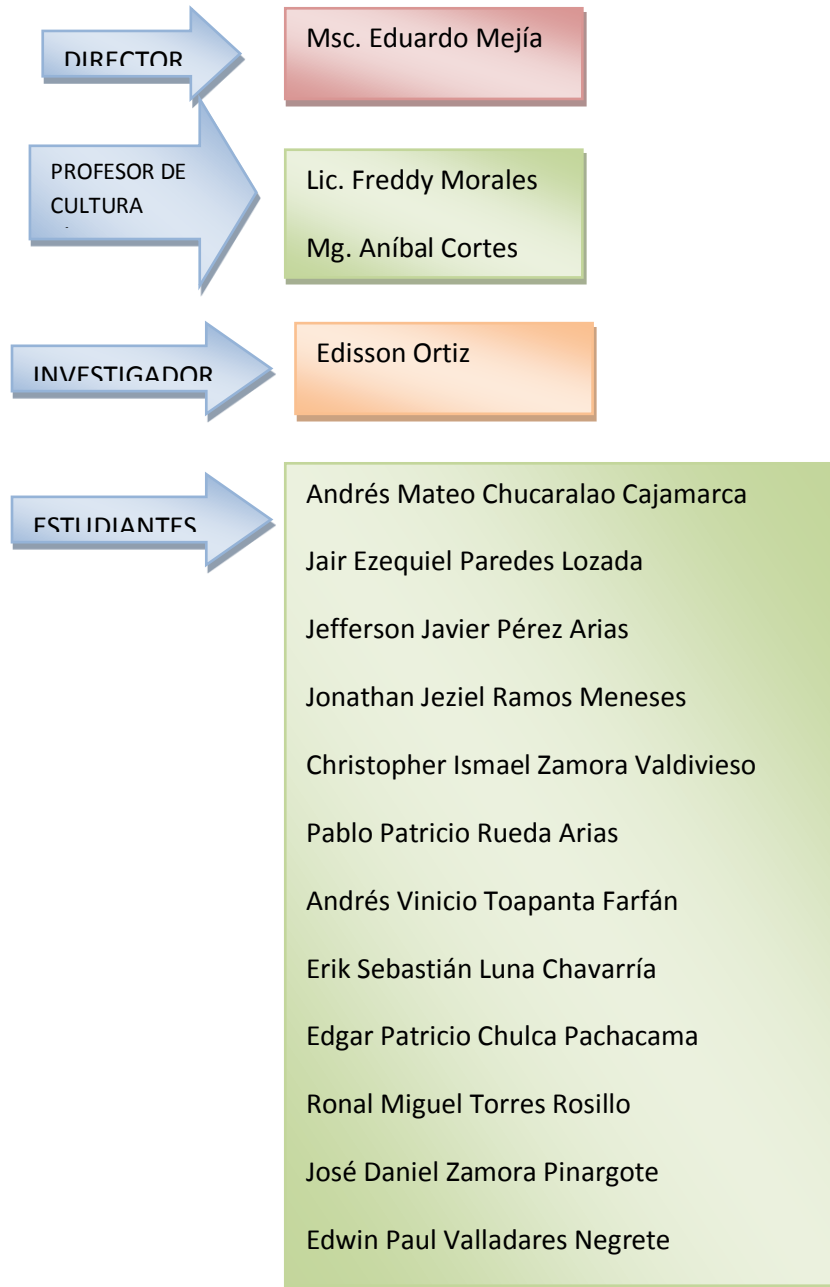 DIRECTOR
Msc. Eduardo Mejía
PROFESOR DE
CULTURA
Lic. Freddy Morales
Mg. Aníbal Cortes
INVESTIGADOR
Edisson Ortiz
ESTUDIANTES
Andrés Mateo Chucaralao Cajamarca
Jair Ezequiel Paredes Lozada
Jefferson Javier Pérez Arias
Jonathan Jeziel Ramos Meneses
Christopher Ismael Zamora Valdivieso
Pablo Patricio Rueda Arias
Andrés Vinicio Toapanta Farfán
Erik Sebastián Luna Chavarría
Edgar Patricio Chulca Pachacama
Ronal Miguel Torres Rosillo
José Daniel Zamora Pinargote
Edwin Paul Valladares Negrete